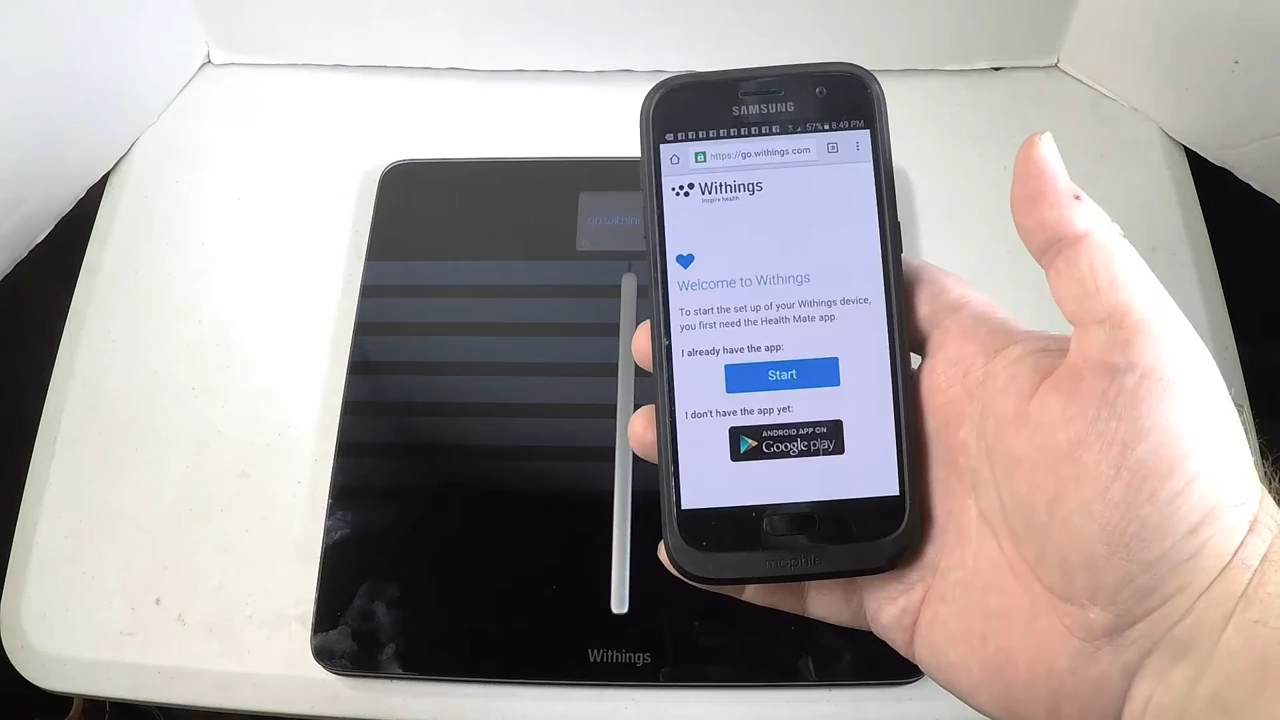 SAMSUNG
57% 8:49 PM
https://go.withings.com
Withings
Inspire health
Welcome to Withings
To start the set up of your Withings device,
you first need the Health Mate app.
I already have the app:
Start
I don't have the app yet:
ANDROID APP ON
Google play
mophie
go.within
Withings